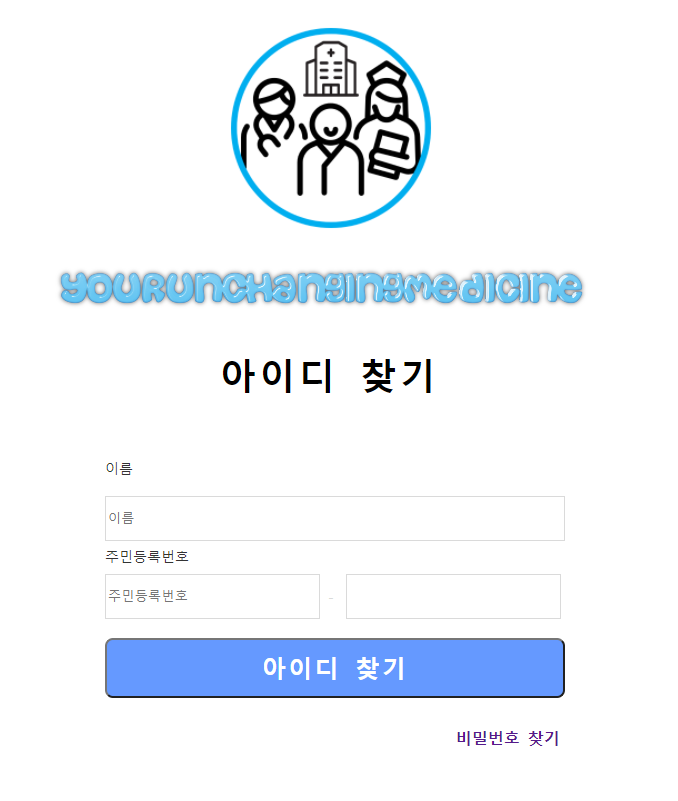 YOURUNCHANGINGMEDICINE
아이디 찾기
이름
이름
주민등록번호
주민등록번호 -
아이디 찾기
비밀번호 찾기